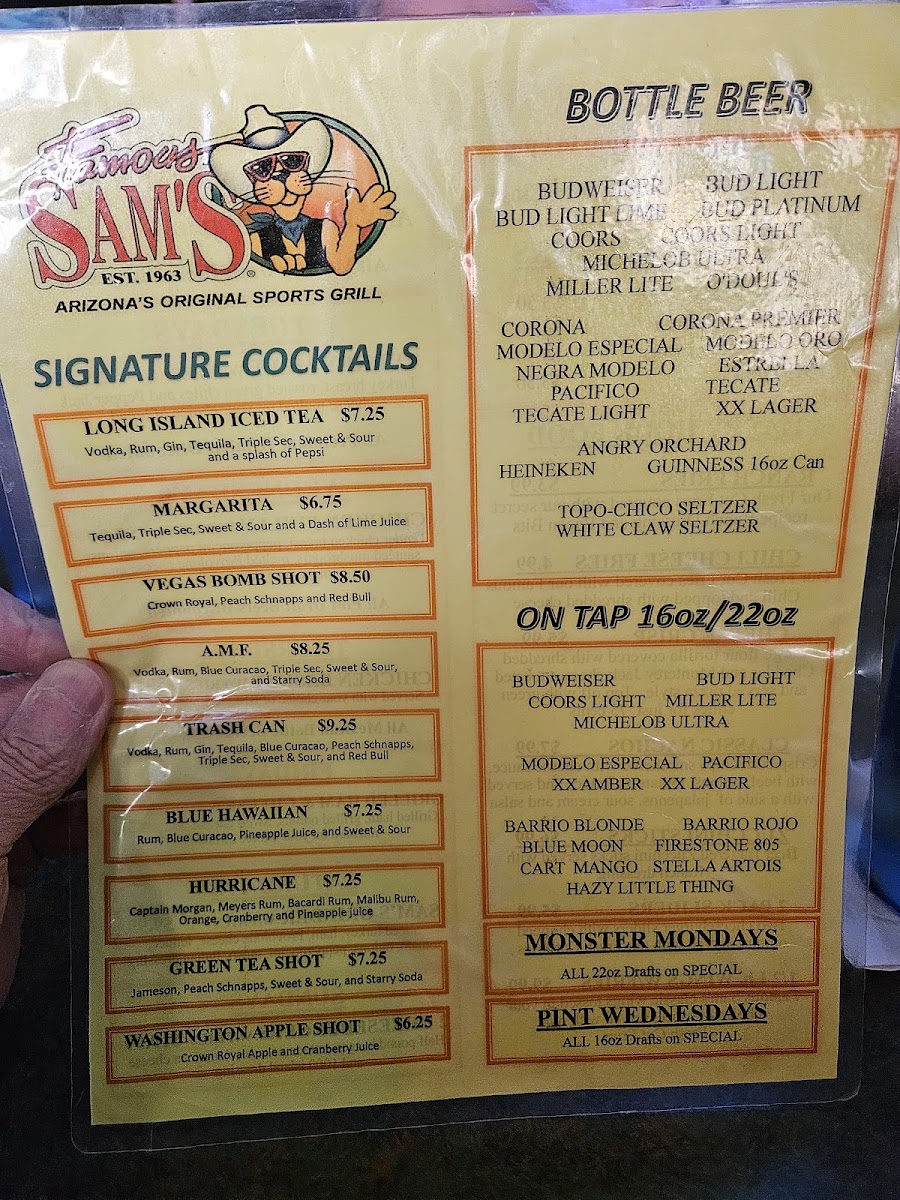 Famous
SAM'S
EST. 1963
®
ARIZONA'S ORIGINAL SPORTS GRILL
SIGNATURE COCKTAILS
LONG ISLAND ICED TEA $7.25
Vodka, Rum, Gin, Tequila, Triple Sec, Sweet & Sour
and a splash of Pepsi
MARGARITA $6.75
Tequila, Triple Sec, Sweet & Sour and a Dash of Lime Juice
VEGAS BOMB SHOT $8.50
Crown Royal, Peach Schnapps and Red Bull
A.M.F. $8.25
Vodka, Rum, Blue Curacao, Triple Sec, Sweet & Sour,
and Starry Soda
TRASH CAN $9.25
Vodka, Rum, Gin, Tequila, Blue Curacao, Peach Schnapps,
Triple Sec, Sweet & Sour, and Red Bull
BLUE HAWAIIAN $7.25
Rum, Blue Curacao, Pineapple Juice, and Sweet & Sour
HURRICANE $7.25
Captain Morgan, Meyers Rum, Bacardi Rum, Malibu Rum,
Orange, Cranberry and Pineapple juice
GREEN TEA SHOT $7.25
Jameson, Peach Schnapps, Sweet & Sour, and Starry Soda
WASHINGTON APPLE SHOT $6.25
Crown Royal Apple and Cranberry Juice
BOTTLE BEER
BUDWEISER BUD LIGHT
BUD LIGHT LIME BUD PLATINUM
COORS COORS LIGHT
MICHELOB ULTRA
MILLER LITE O'DOUL'S
CORONA CORONA PREMIER
MODELO ESPECIAL MODELO ORO
NEGRA MODELO ESTRELLA
PACIFICO TECATE
TECATE LIGHT XX LAGER
ANGRY ORCHARD
HEINEKEN GUINNESS 16oz Can
TOPO-CHICO SELTZER
WHITE CLAW SELTZER
ON TAP 16oz/22oz
BUDWEISER BUD LIGHT
COORS LIGHT MILLER LITE
MICHELOB ULTRA
MODELO ESPECIAL PACIFICO
XX AMBER XX LAGER
BARRIO BLONDE BARRIO ROJO
BLUE MOON FIRESTONE 805
CART MANGO STELLA ARTOIS
HAZY LITTLE THING
MONSTER MONDAYS
ALL 22oz Drafts on SPECIAL
PINT WEDNESDAYS
ALL 16oz Drafts on SPECIAL